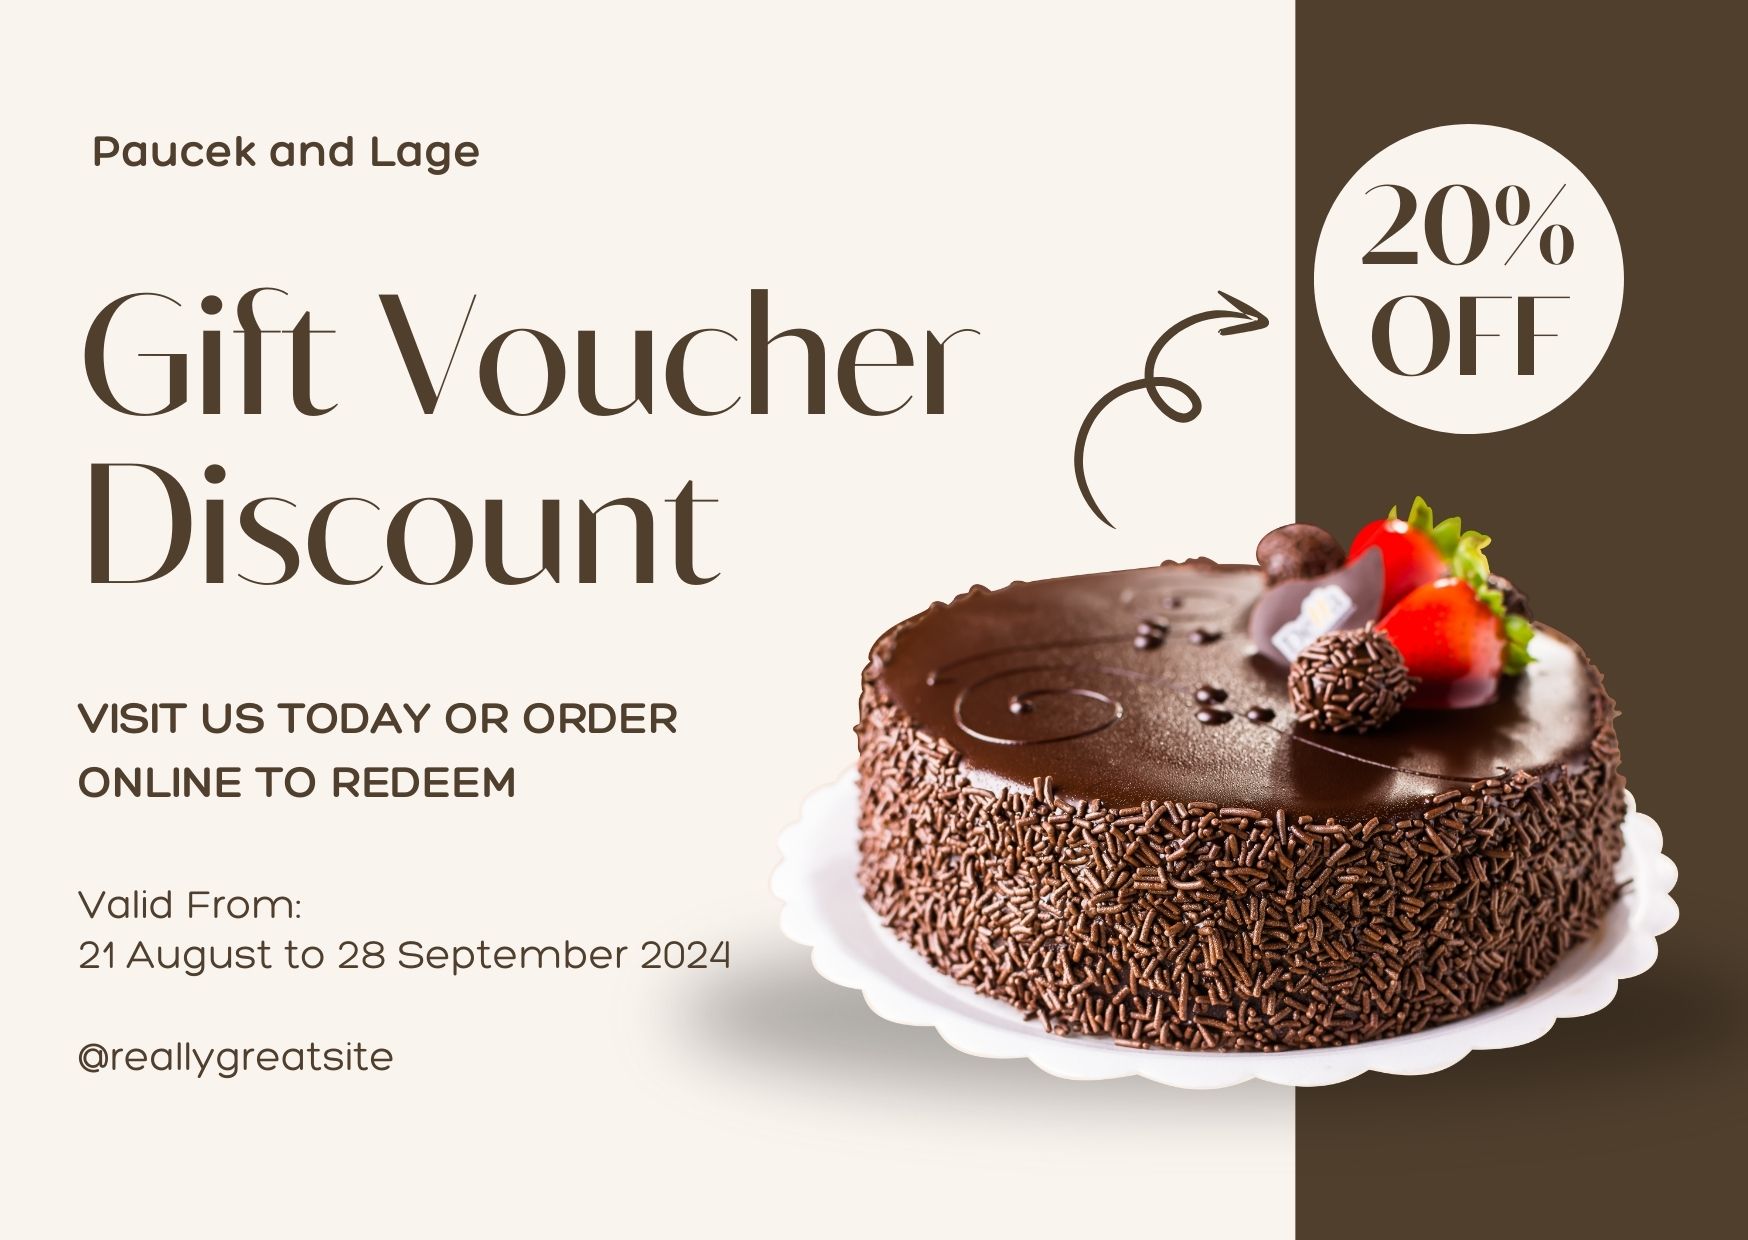 Paucek and Lage
Gift Voucher
Discount
20%
OFF
VISIT US TODAY OR ORDER
ONLINE TO REDEEM
Valid From:
21 August to 28 September 2024
@reallygreatsite